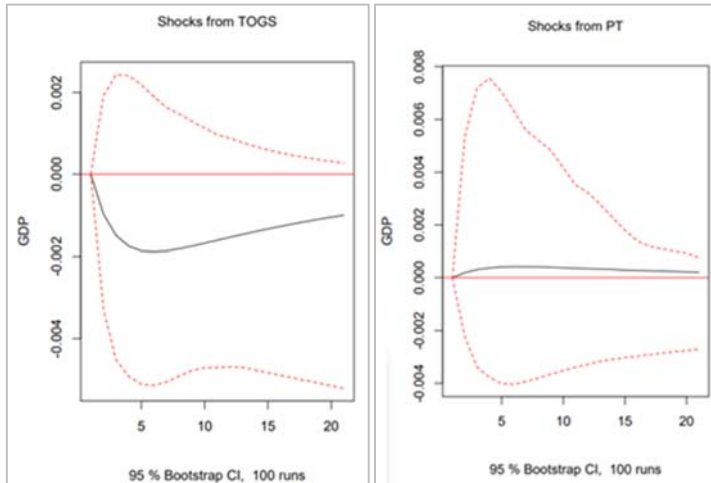 Shocks from TOGS
GDP
0.002
0.000
-0.002
-0.004
5 10 15 20
95 % Bootstrap CI, 100 runs
Shocks from PT
GDP
0.008
0.006
0.004
0.002
0.000
-0.002
-0.004
5 10 15 20
95 % Bootstrap CI, 100 runs